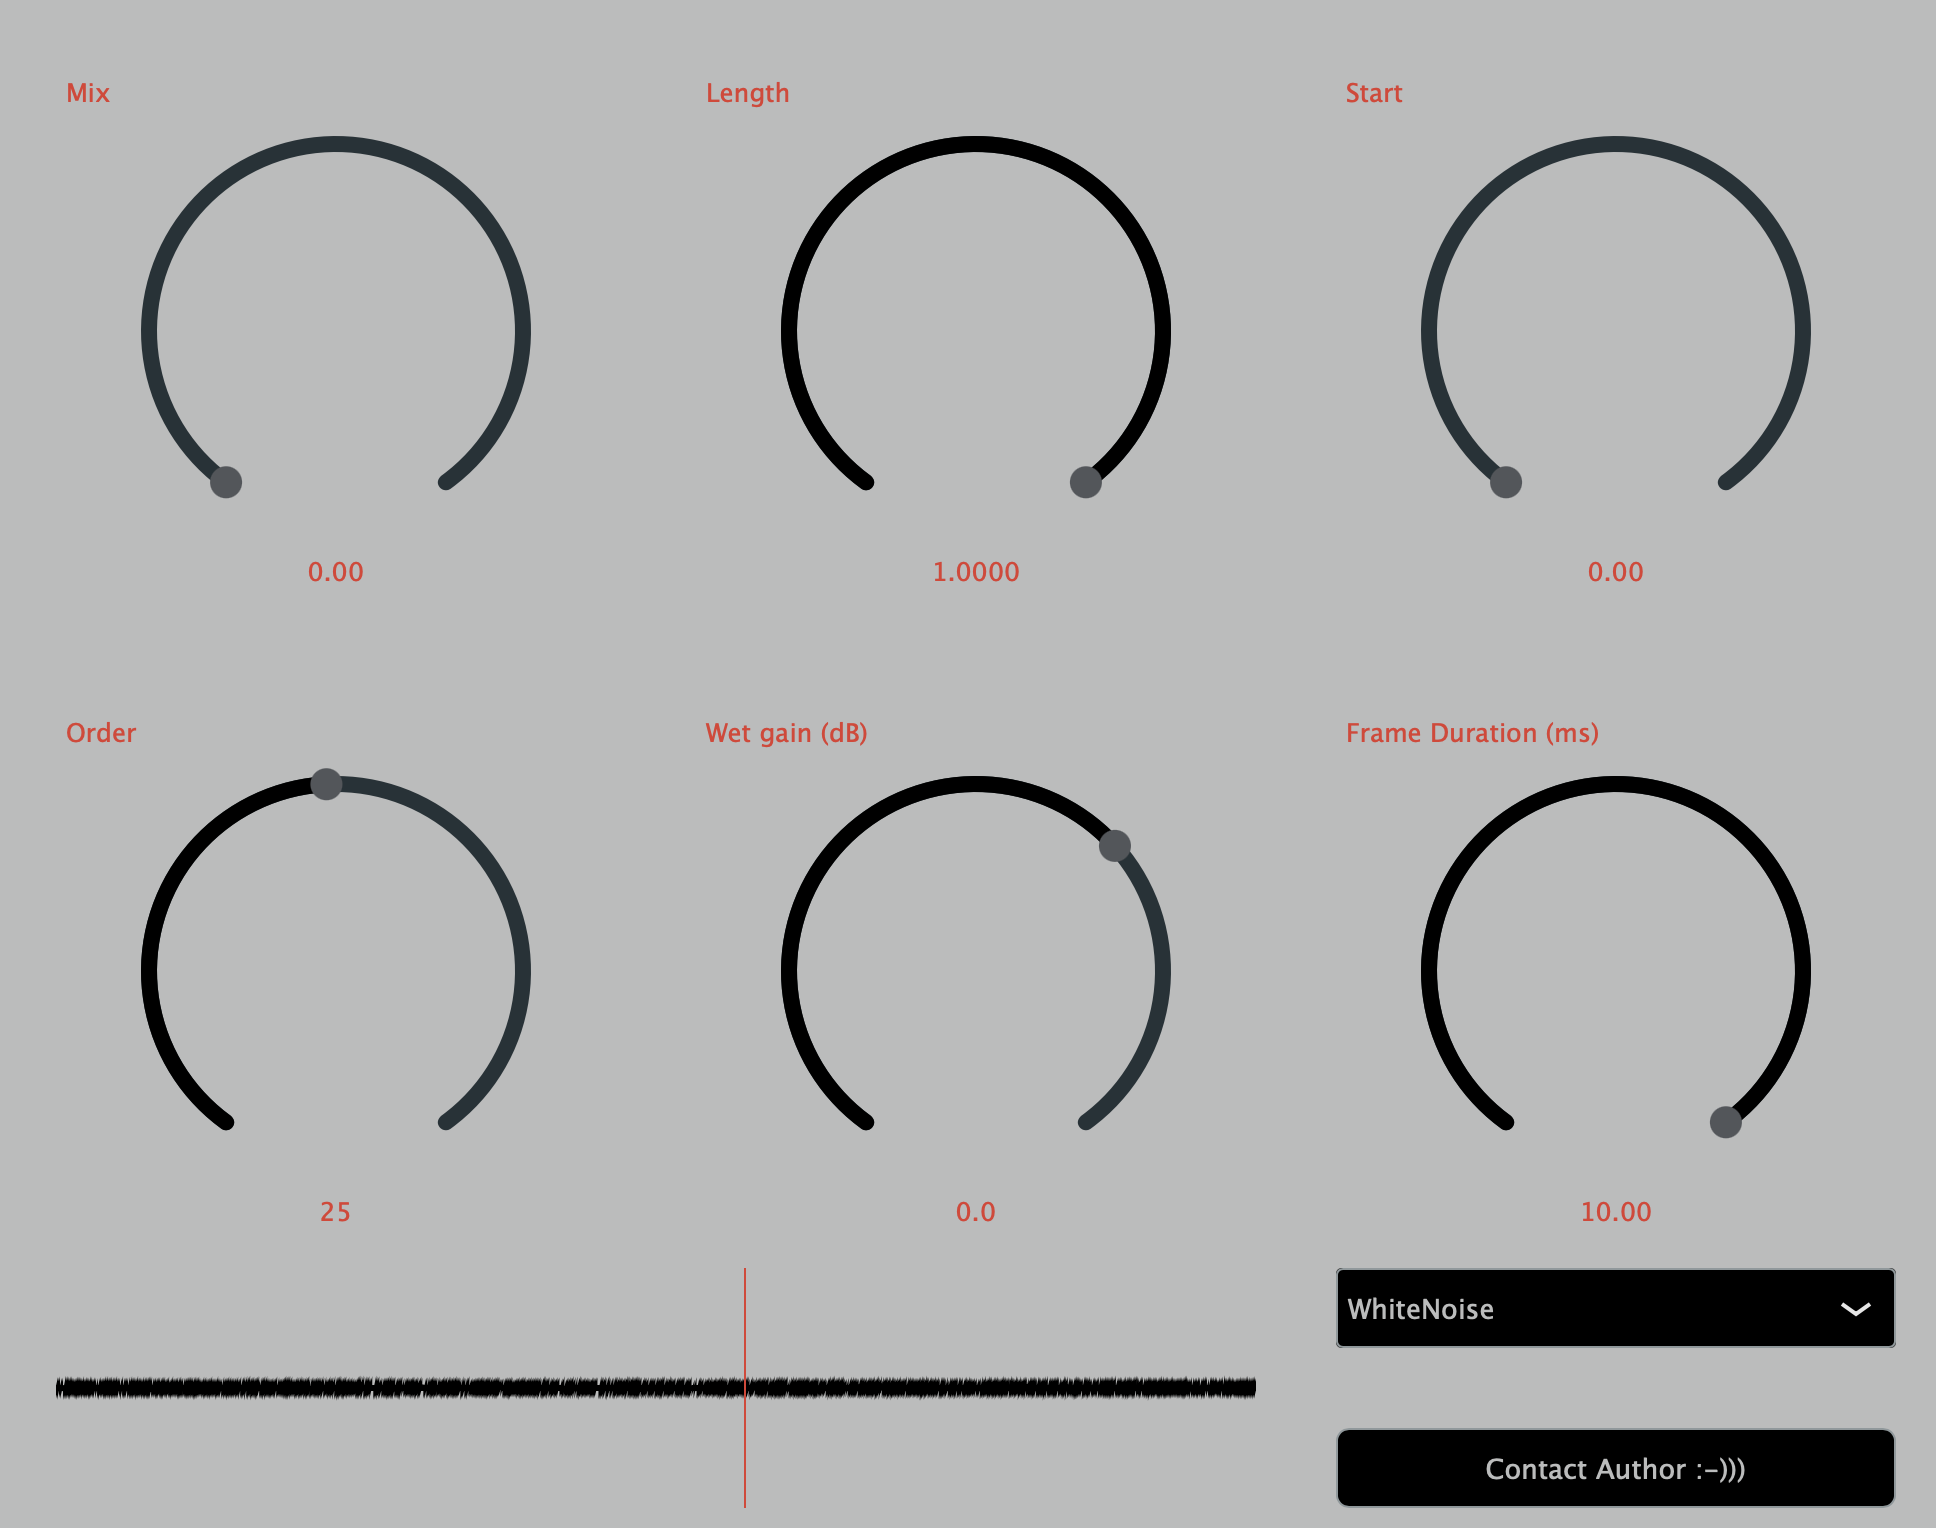 Mix
Length
Start
0.00
1.0000
0.00
Order
Wet gain (dB)
Frame Duration (ms)
25
0.0
10.00
WhiteNoise
Contact Author :-)))